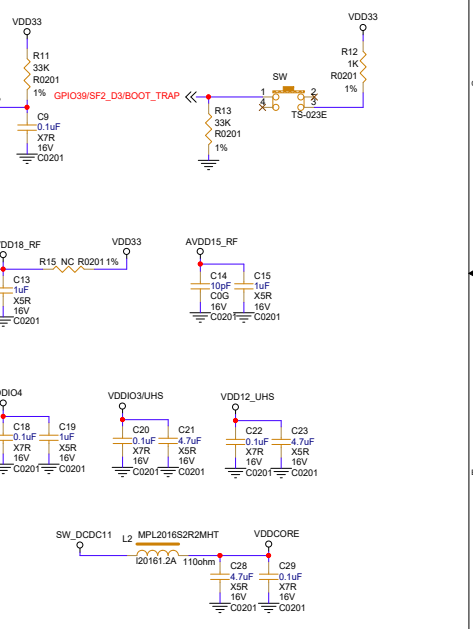 VDD33
R11
33K
R0201
1%
C9
0.1uF
X7R
16V
C0201
GPIO39/SF2_D3/BOOT_TRAP
R13
33K
R0201
1%
SW
1
2
4
3
TS-023E
VDD33
R12
1K
R0201
1%
DD18_RF
R15 NC R0201 1%
VDD33
C13
1uF
X5R
16V
C0201
AVDD15_RF
C14
10pF
C0G
16V
C0201
C15
1uF
X5R
16V
C0201
DIO4
C18
0.1uF
X7R
16V
C0201
C19
1uF
X5R
16V
C0201
VDDIO3/UHS
C20
0.1uF
X7R
16V
C0201
C21
4.7uF
X5R
16V
C0201
VDD12_UHS
C22
0.1uF
X7R
16V
C0201
C23
4.7uF
X5R
16V
C0201
SW_DCDC11
L2 MPL2016S2R2MHT
I20161.2A 110ohm
VDDCORE
C28
4.7uF
X5R
16V
C0201
C29
0.1uF
X7R
16V
C0201